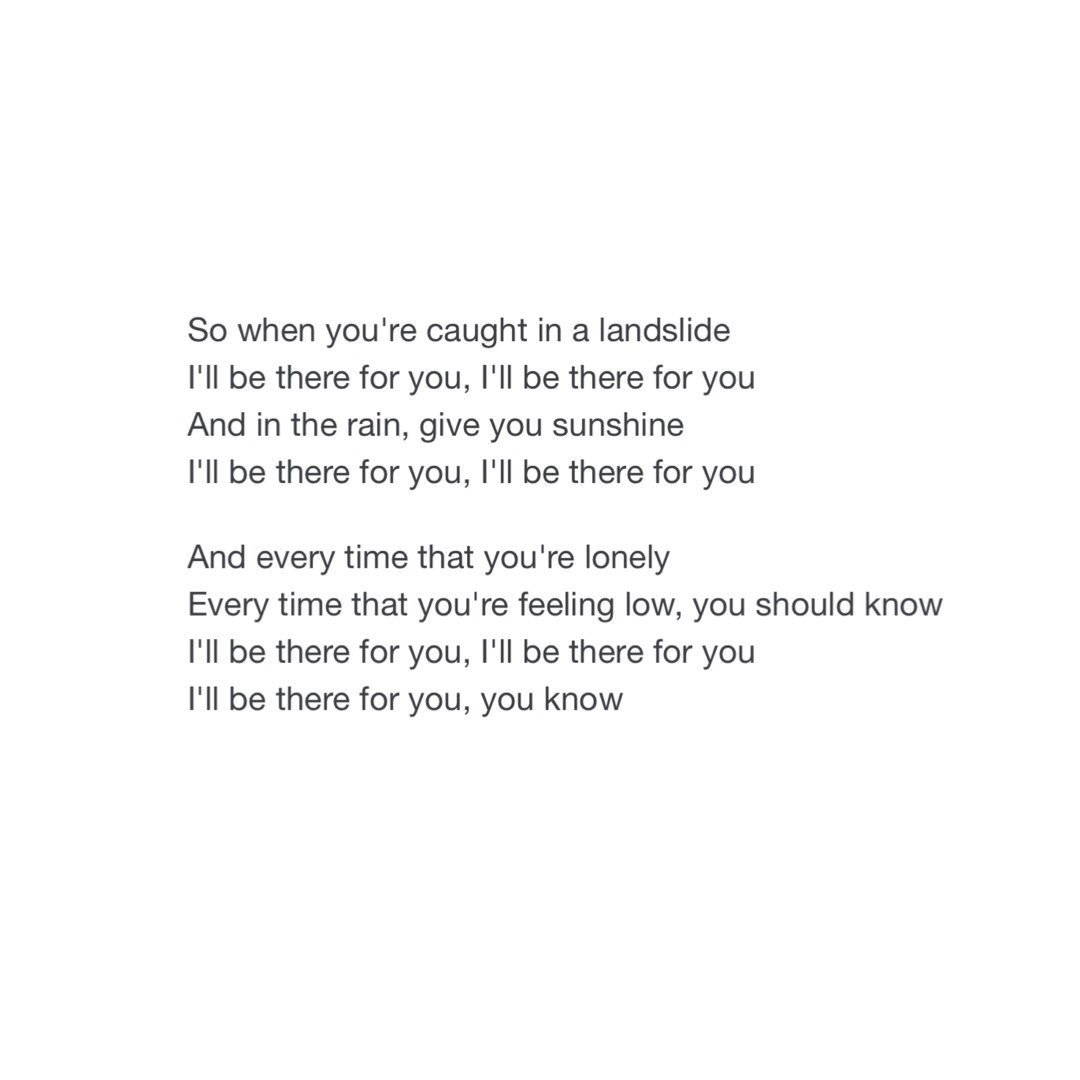 So when you're caught in a landslide
I'll be there for you, I'll be there for you
And in the rain, give you sunshine
I'll be there for you, I'll be there for you
And every time that you're lonely
Every time that you're feeling low, you should know
I'll be there for you, I'll be there for you
I'll be there for you, you know